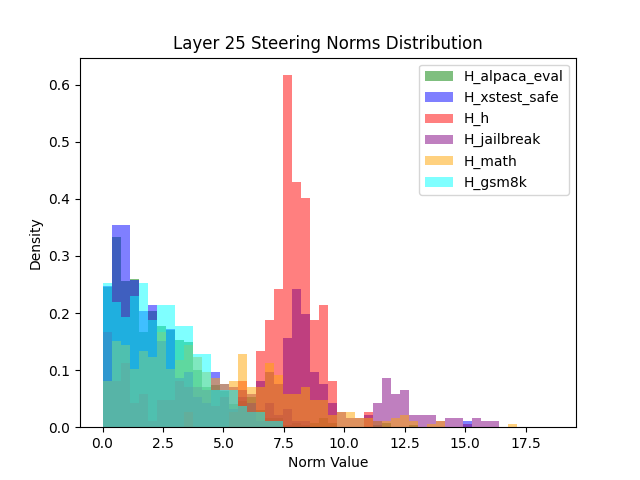 Layer 25 Steering Norms Distribution
H_alpaca_eval
H_xstest_safe
H_h
H_jailbreak
H_math
H_gsm8k
Density
0.6
0.5
0.4
0.3
0.2
0.1
0.0
0.0 2.5 5.0 7.5 10.0 12.5 15.0 17.5
Norm Value